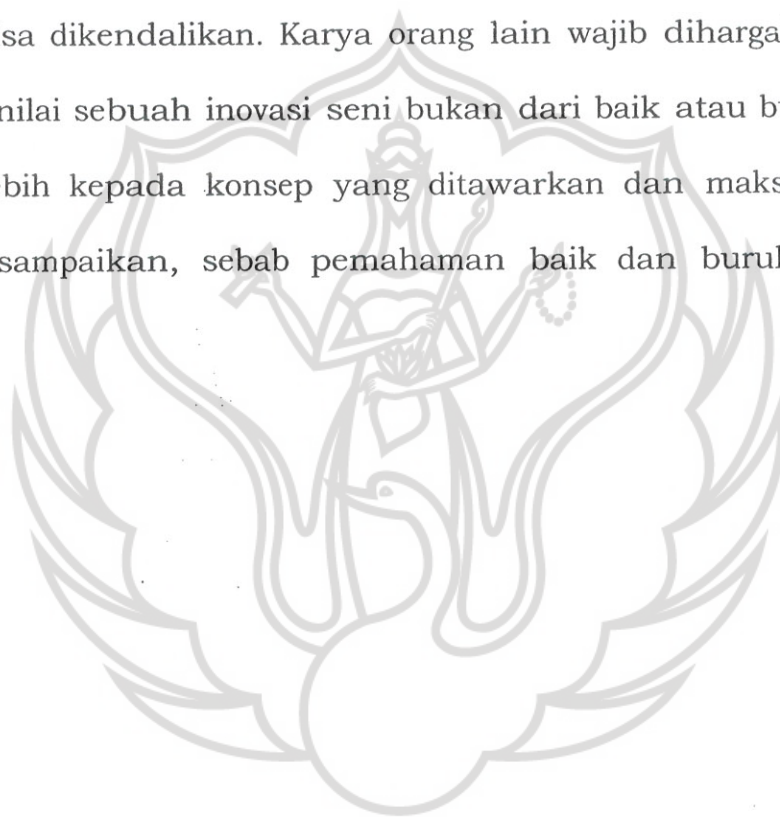 sa dikendalikan. Karya orang lain wajib diharga
nilai sebuah inovasi seni bukan dari baik atau b
bih kepada konsep yang ditawarkan dan maks
sampaikan, sebab pemahaman baik dan buru